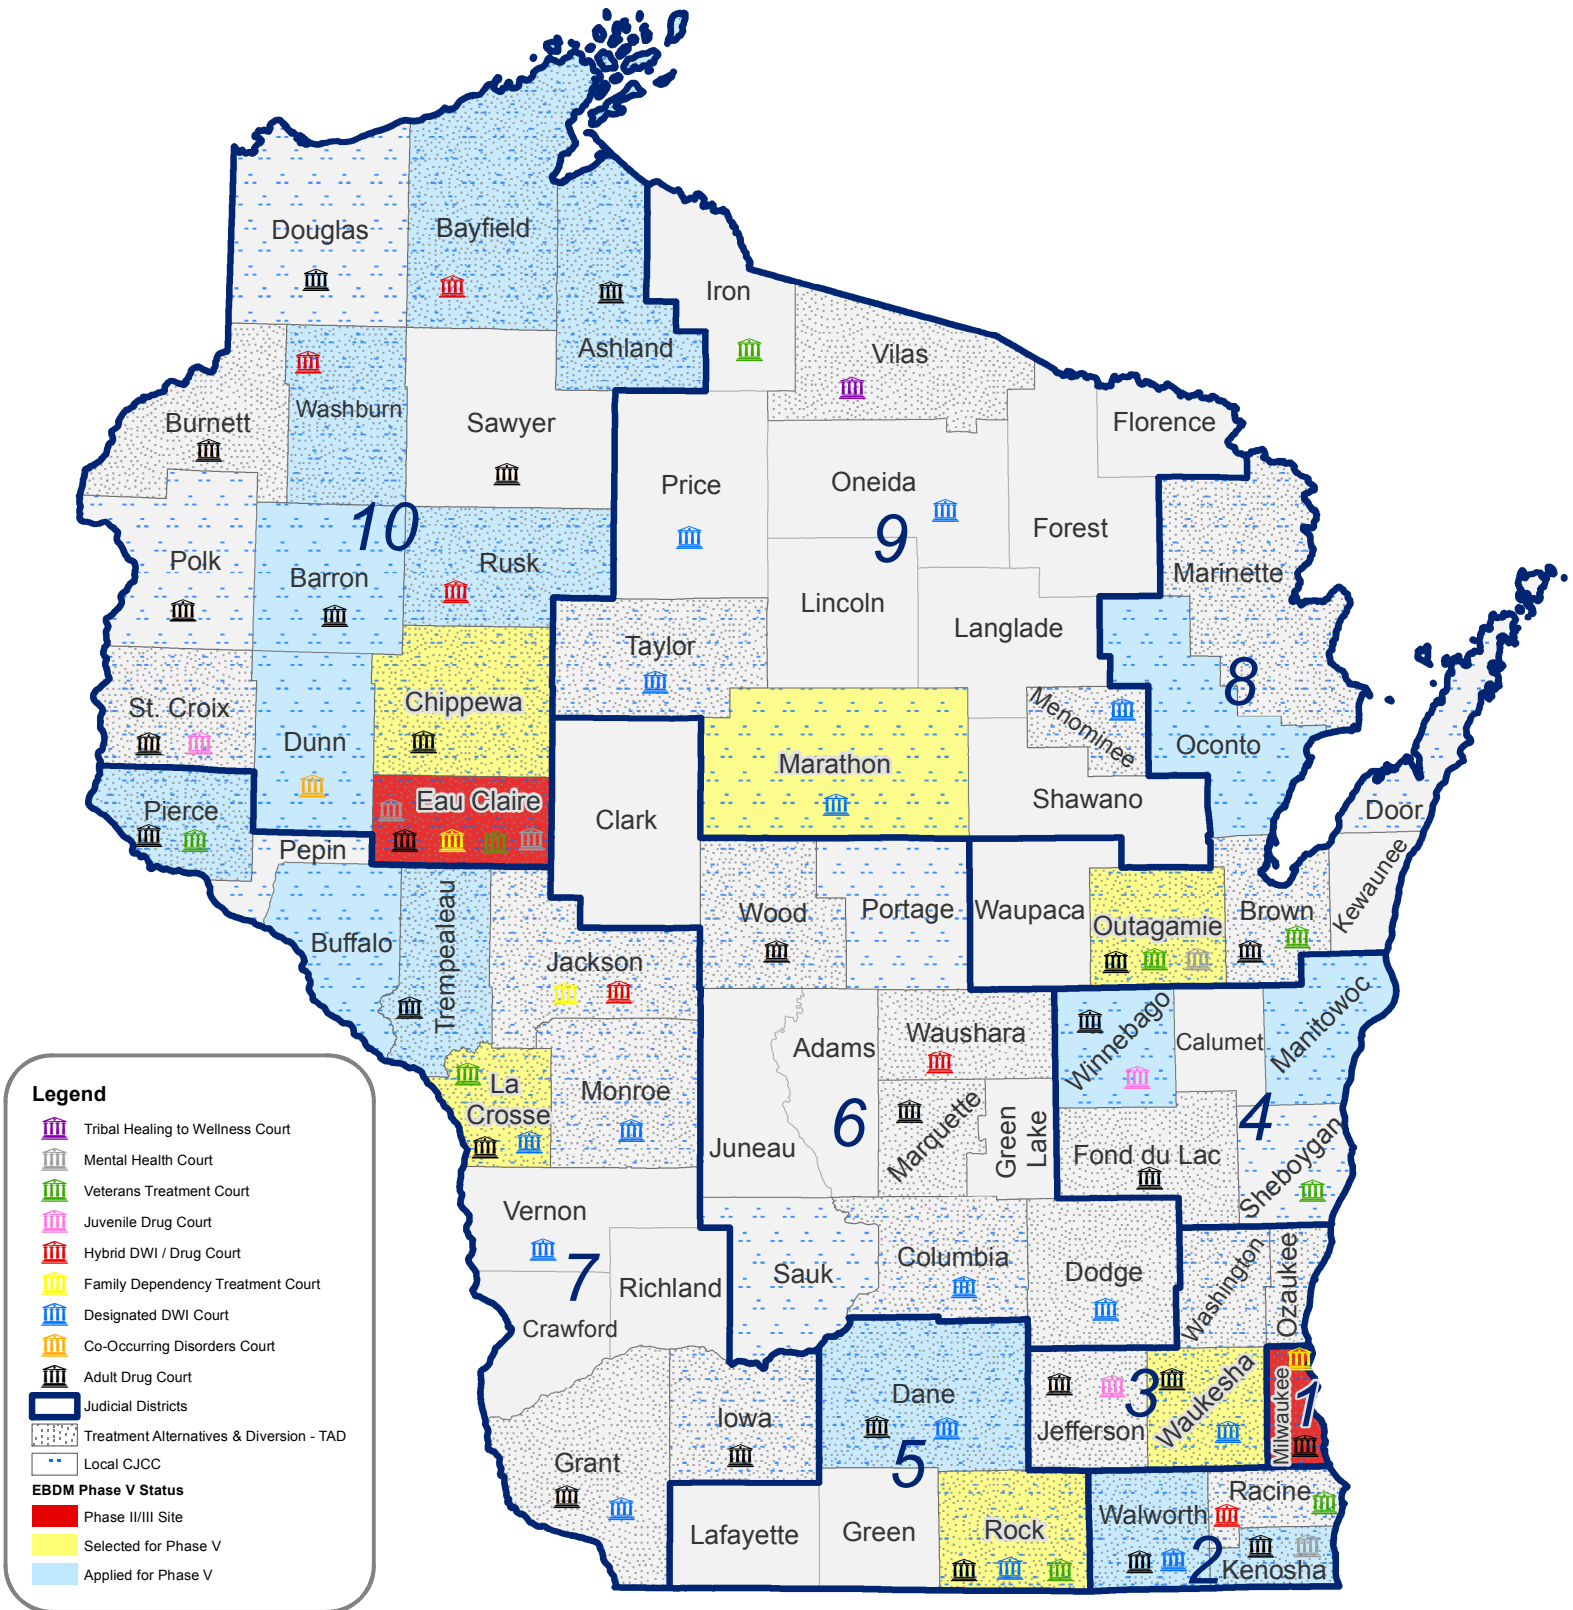 Douglas
Bayfield
Ashland
Iron
Vilas
Burnett
Washburn
Sawyer
Florence
Price
Oneida
Forest
10
9
Polk
Barron
Rusk
Marinette
Lincoln
Langlade
Taylor
8
St. Croix
Dunn
Chippewa
Menominee
Oconto
Marathon
Pierce
Eau Claire
Clark
Shawano
Door
Pepin
Kewaunee
Buffalo
Trempealeau
Wood
Portage
Waupaca
Outagamie
Brown
Jackson
Adams
Waushara
Winnebago
Calumet
Manitowoc
La
Crosse
Monroe
Juneau
6
Marquette
Green
Lake
4
Fond du Lac
Sheboygan
Vernon
7
Richland
Crawford
Sauk
Columbia
Dodge
Washington
Ozaukee
Grant
Iowa
Dane
5
Jefferson
3
Waukesha
Milwaukee
1
Lafayette
Green
Rock
Walworth
2
Racine
Kenosha
Legend
Tribal Healing to Wellness Court
Mental Health Court
Veterans Treatment Court
Juvenile Drug Court
Hybrid DWI / Drug Court
Family Dependency Treatment Court
Designated DWI Court
Co-Occurring Disorders Court
Adult Drug Court
Judicial Districts
Treatment Alternatives & Diversion - TAD
Local CJCC
EBDM Phase V Status
Phase II/III Site
Selected for Phase V
Applied for Phase V